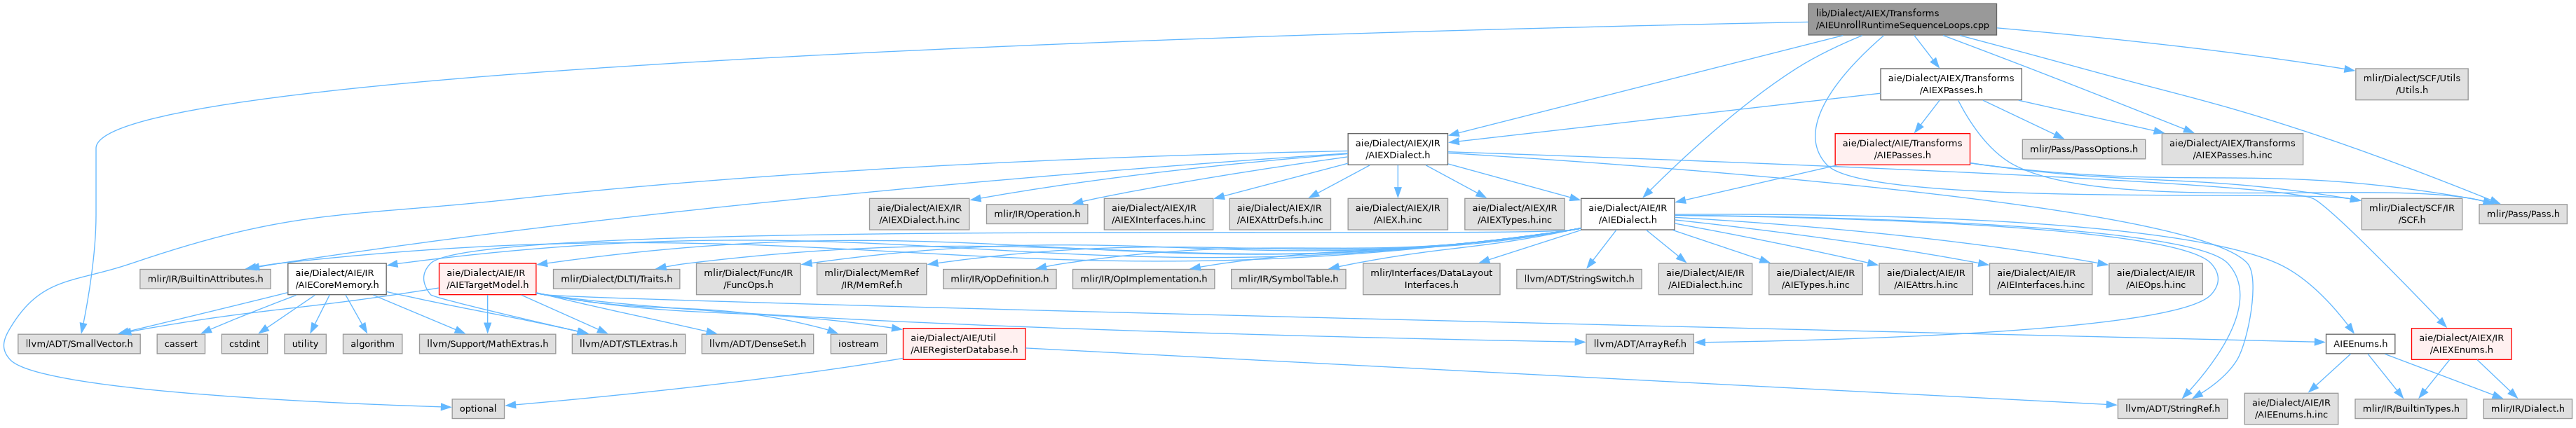 lib/Dialect/AIEX/Transforms
/AIEUnrollRuntimeSequenceLoops.cpp
aie/Dialect/AIEX/Transforms
/AIEXPasses.h
mlir/Dialect/SCF/Utils
/Utils.h
aie/Dialect/AIEX/IR
/AIEXDialect.h
aie/Dialect/AIE/Transforms
/AIEPasses.h
mlir/Pass/PassOptions.h
aie/Dialect/AIEX/Transforms
/AIEXPasses.h.inc
aie/Dialect/AIEX/IR
/AIEXDialect.h.inc
mlir/IR/Operation.h
aie/Dialect/AIEX/IR
/AIEXInterfaces.h.inc
aie/Dialect/AIEX/IR
/AIEXAttrDefs.h.inc
aie/Dialect/AIEX/IR
/AIEX.h.inc
aie/Dialect/AIEX/IR
/AIEXTypes.h.inc
aie/Dialect/AIE/IR
/AIEDialect.h
mlir/Dialect/SCF/IR
/SCF.h
mlir/Pass/Pass.h
mlir/IR/BuiltinAttributes.h
aie/Dialect/AIE/IR
/AIECoreMemory.h
aie/Dialect/AIE/IR
/AIETargetModel.h
mlir/Dialect/DLTI/Traits.h
mlir/Dialect/Func/IR
/FuncOps.h
mlir/Dialect/MemRef
/IR/MemRef.h
mlir/IR/OpDefinition.h
mlir/IR/OpImplementation.h
mlir/IR/SymbolTable.h
mlir/Interfaces/DataLayout
Interfaces.h
llvm/ADT/StringSwitch.h
aie/Dialect/AIE/IR
/AIEDialect.h.inc
aie/Dialect/AIE/IR
/AIETypes.h.inc
aie/Dialect/AIE/IR
/AIEAttrs.h.inc
aie/Dialect/AIE/IR
/AIEInterfaces.h.inc
aie/Dialect/AIE/IR
/AIEOps.h.inc
llvm/ADT/SmallVector.h
cassert
cstdint
utility
algorithm
llvm/Support/MathExtras.h
llvm/ADT/STLExtras.h
llvm/ADT/DenseSet.h
iostream
aie/Dialect/AIE/Util
/AIERegisterDatabase.h
llvm/ADT/ArrayRef.h
AIEEnums.h
aie/Dialect/AIEX/IR
/AIEXEnums.h
optional
llvm/ADT/StringRef.h
aie/Dialect/AIE/IR
/AIEEnums.h.inc
mlir/IR/BuiltinTypes.h
mlir/IR/Dialect.h